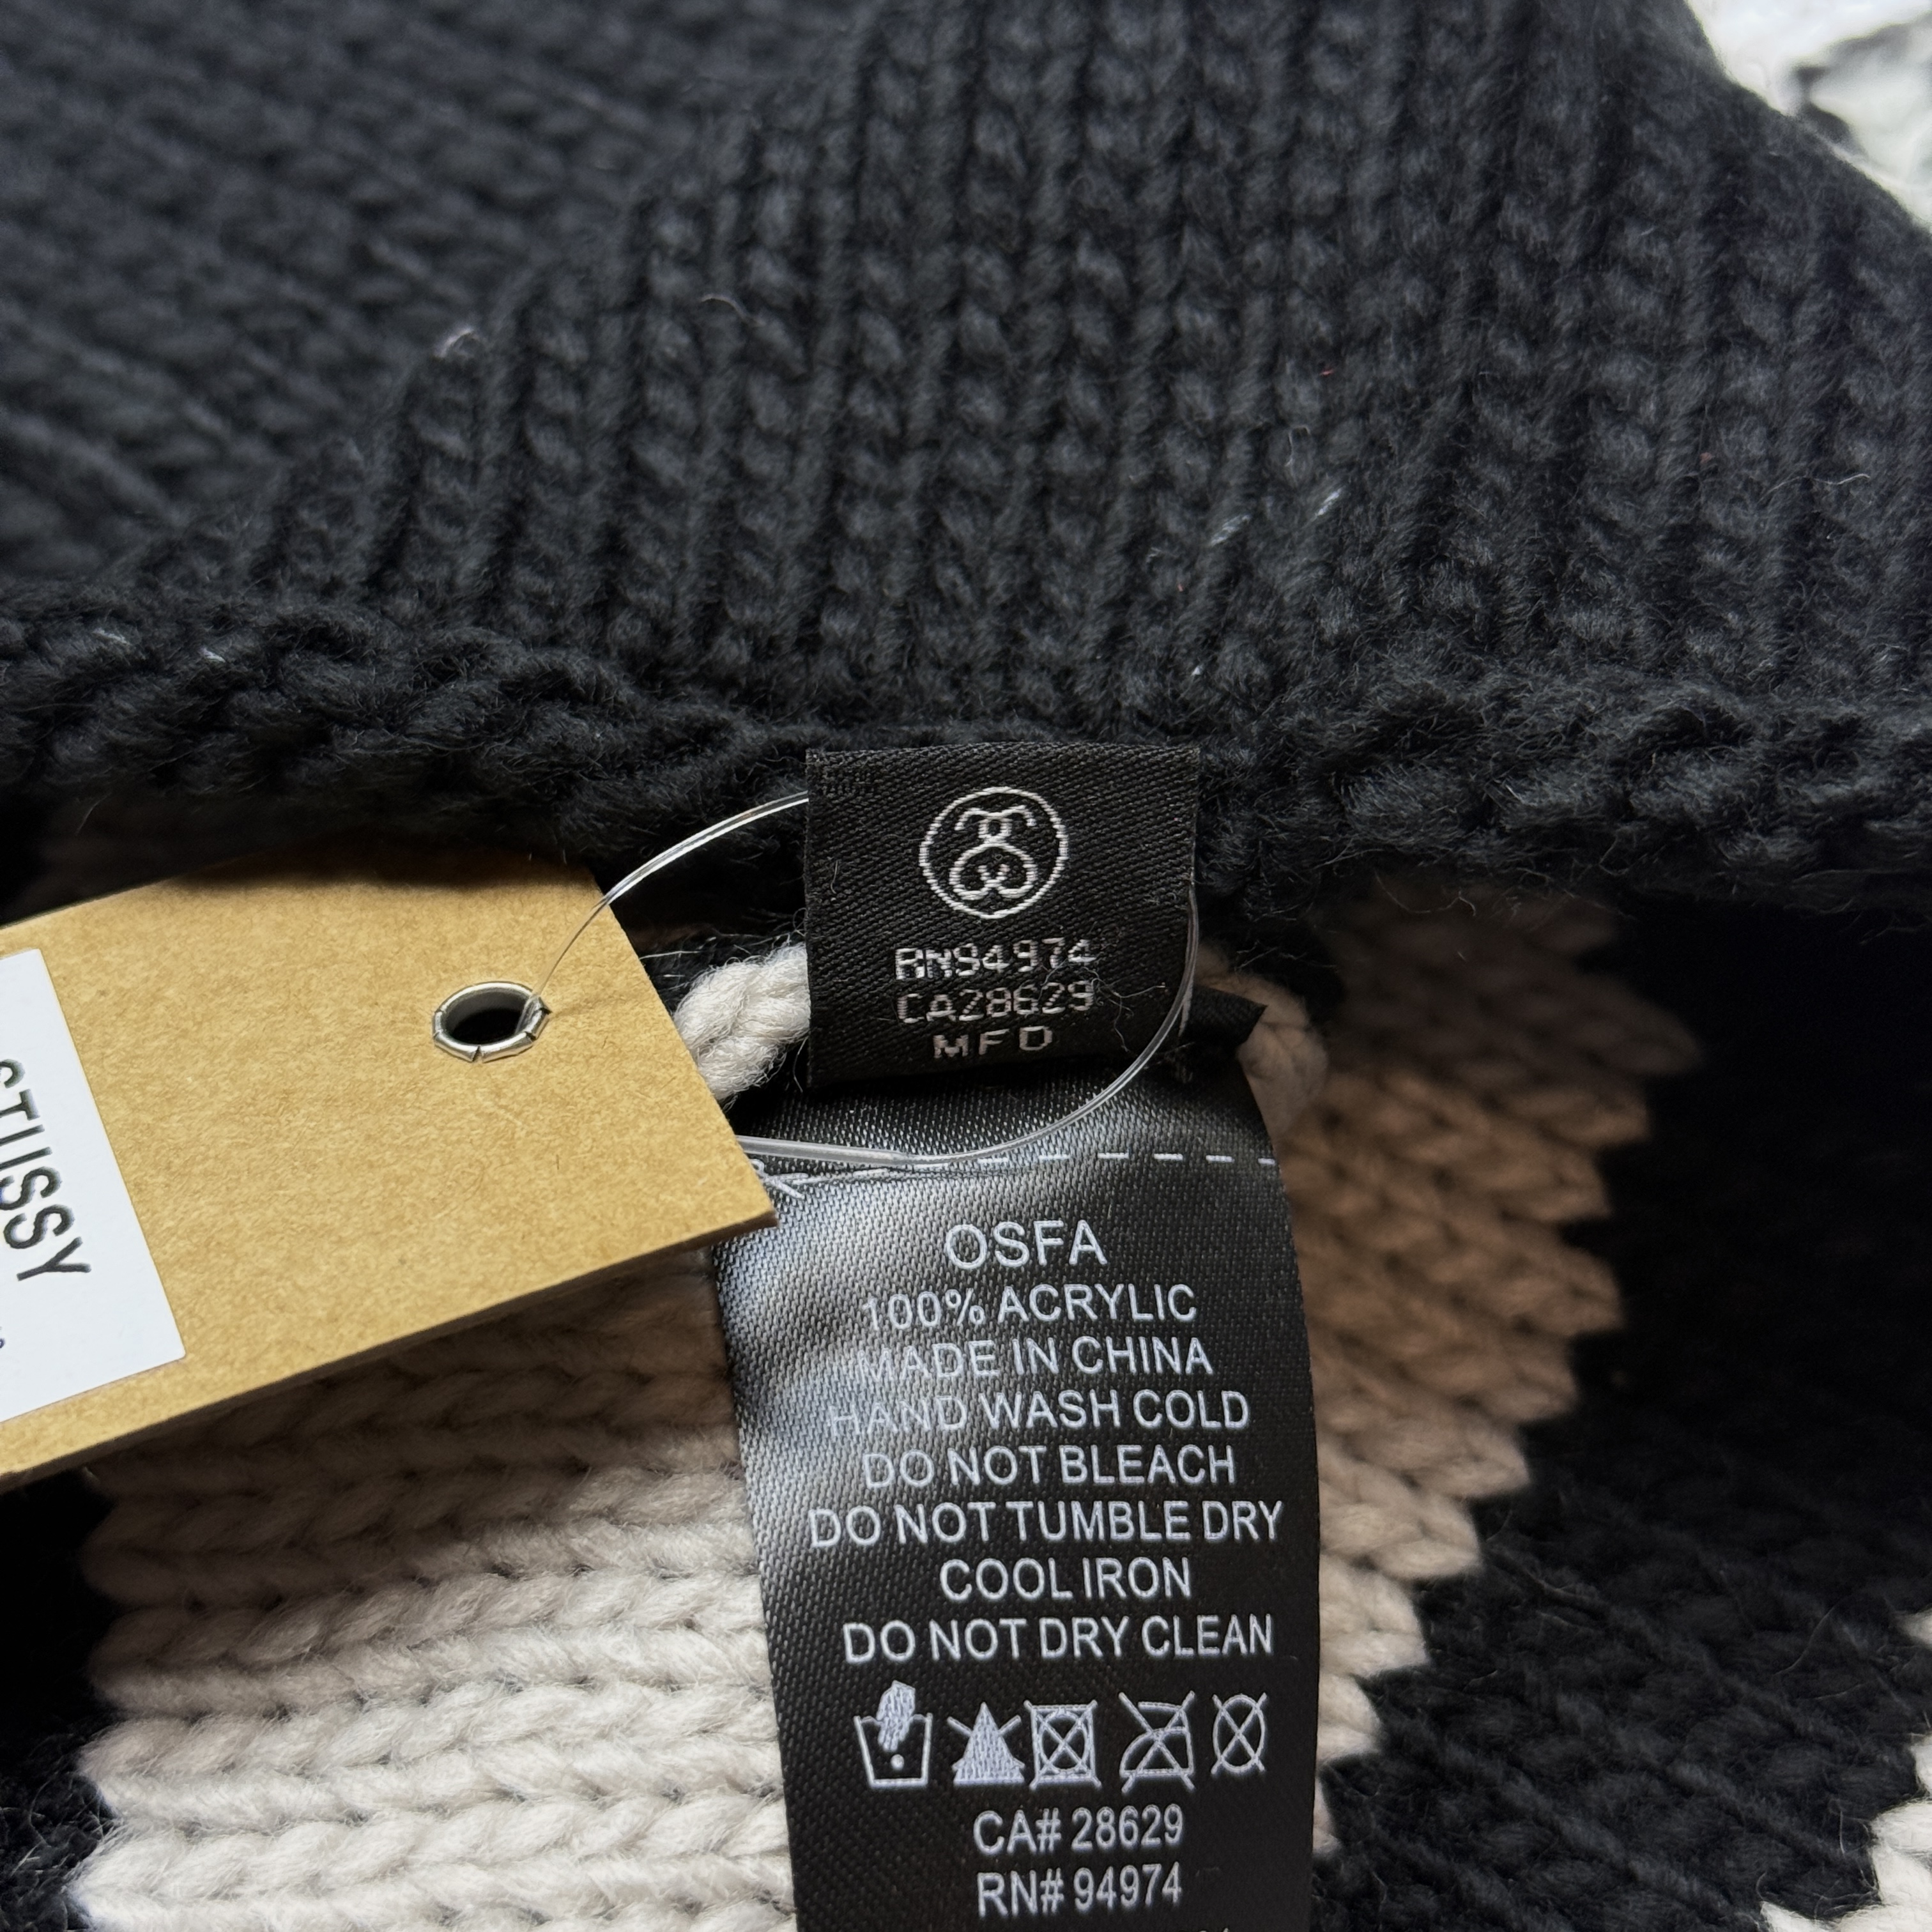 RN94974
CA28629
MFD
STUSSY
OSFA
100% ACRYLIC
MADE IN CHINA
HAND WASH COLD
DO NOT BLEACH
DO NOT TUMBLE DRY
COOL IRON
DO NOT DRY CLEAN
CA# 28629
RN# 94974